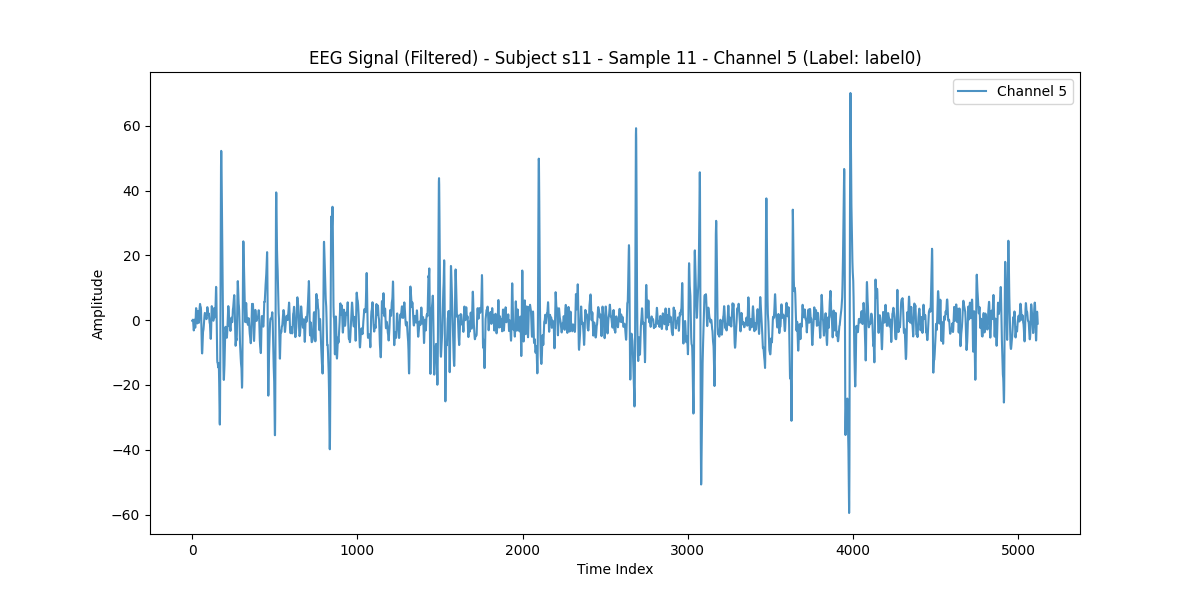 EEG Signal (Filtered) - Subject s11 - Sample 11 - Channel 5 (Label: label0)
Channel 5
60
40
20
0
−20
−40
−60
Amplitude
0 1000 2000 3000 4000 5000
Time Index